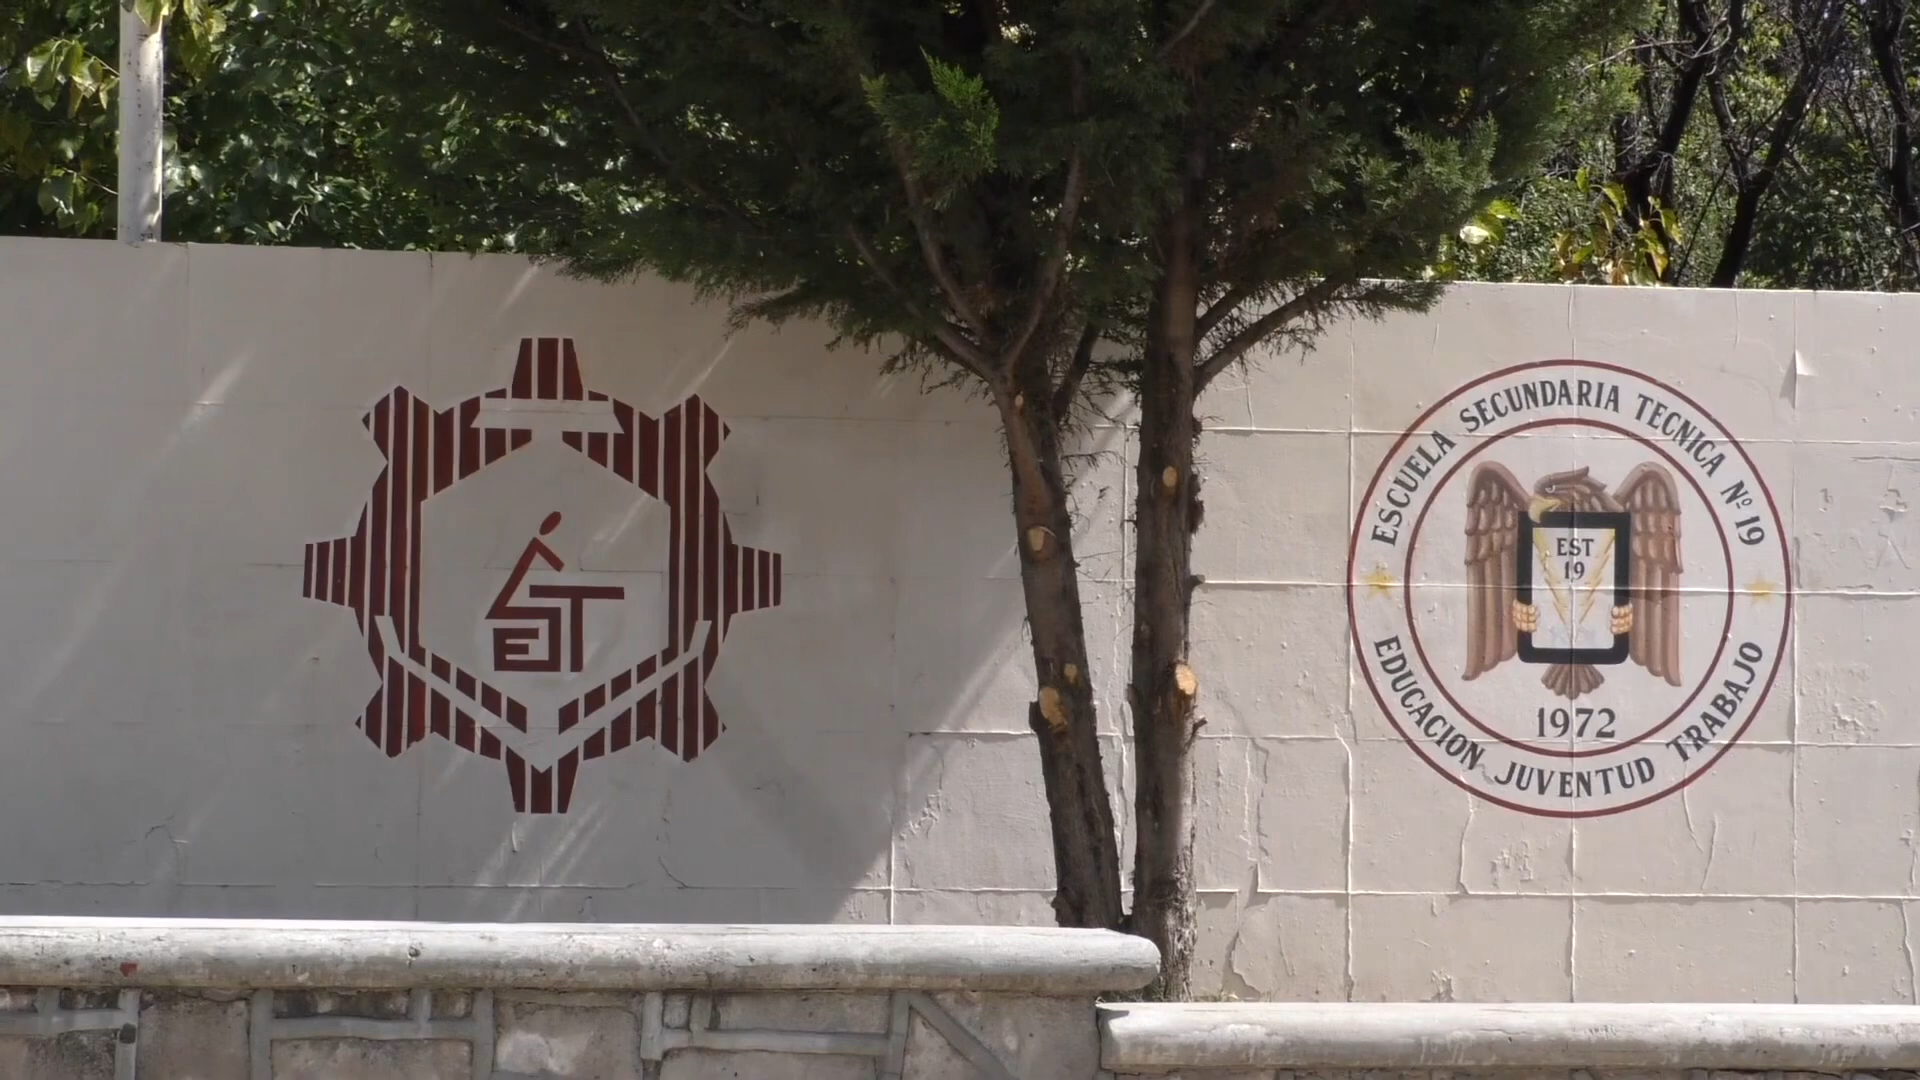 EST
ESCUELA SECUNDARIA TECNICA Nº 19
EST
19
1972
EDUCACION JUVENTUD TRABAJO